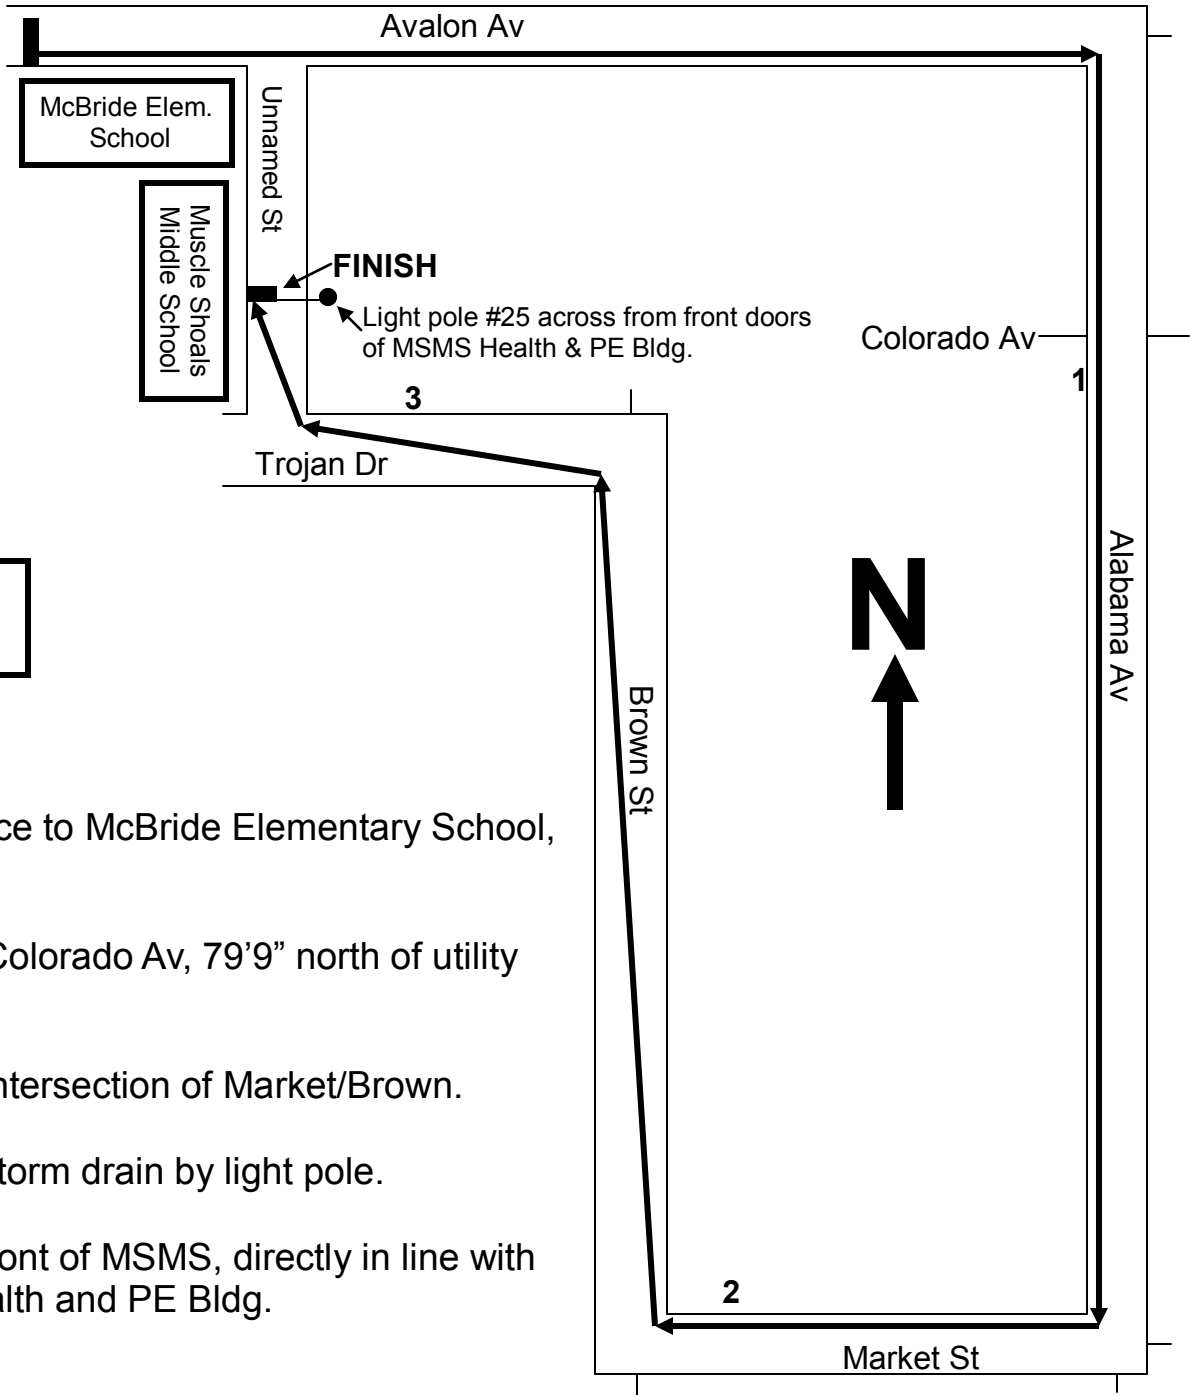 Avalon Av
McBride Elem.
School
Unnamed St
Muscle Shoals
Middle School
FINISH
Light pole #25 across from front doors
of MSMS Health & PE Bldg.
Colorado Av
1
3
Trojan Dr
Alabama Av
N
Brown St
ce to McBride Elementary School,
Colorado Av, 79’9” north of utility
ntersection of Market/Brown.
torm drain by light pole.
ont of MSMS, directly in line with
alth and PE Bldg.
2
Market St